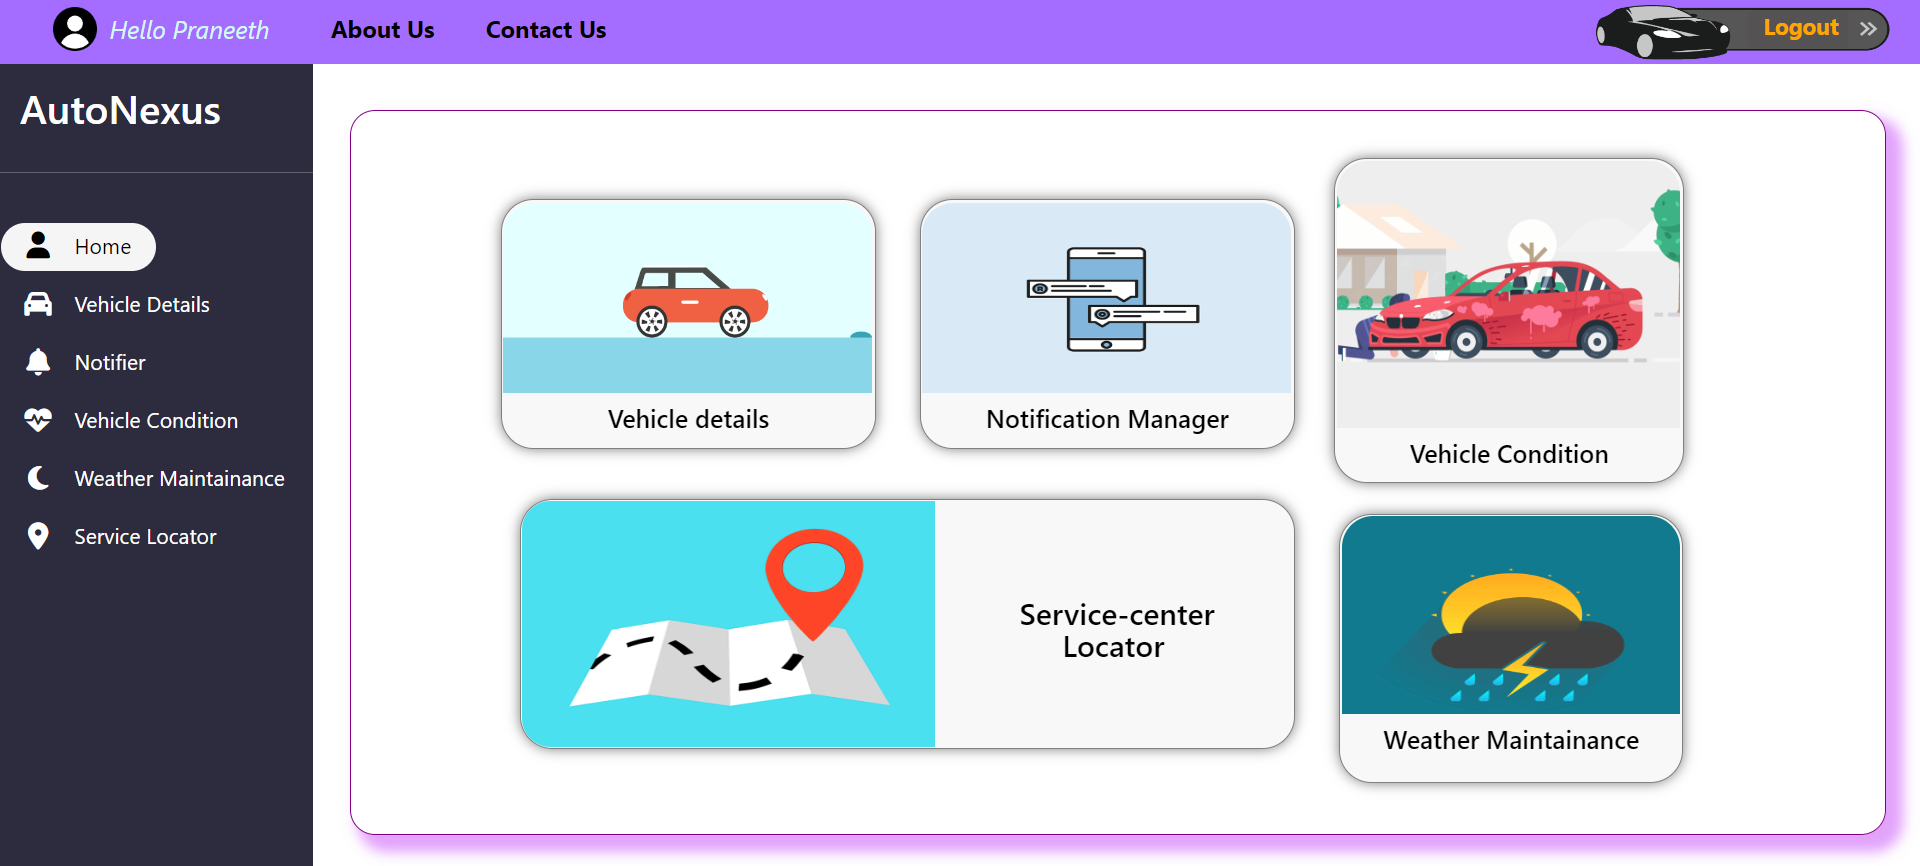 Hello Praneeth
About Us
Contact Us
Logout
AutoNexus
Home
Vehicle Details
Notifier
Vehicle Condition
Weather Maintainance
Service Locator
Vehicle details
Notification Manager
Vehicle Condition
Service-center
Locator
Weather Maintainance